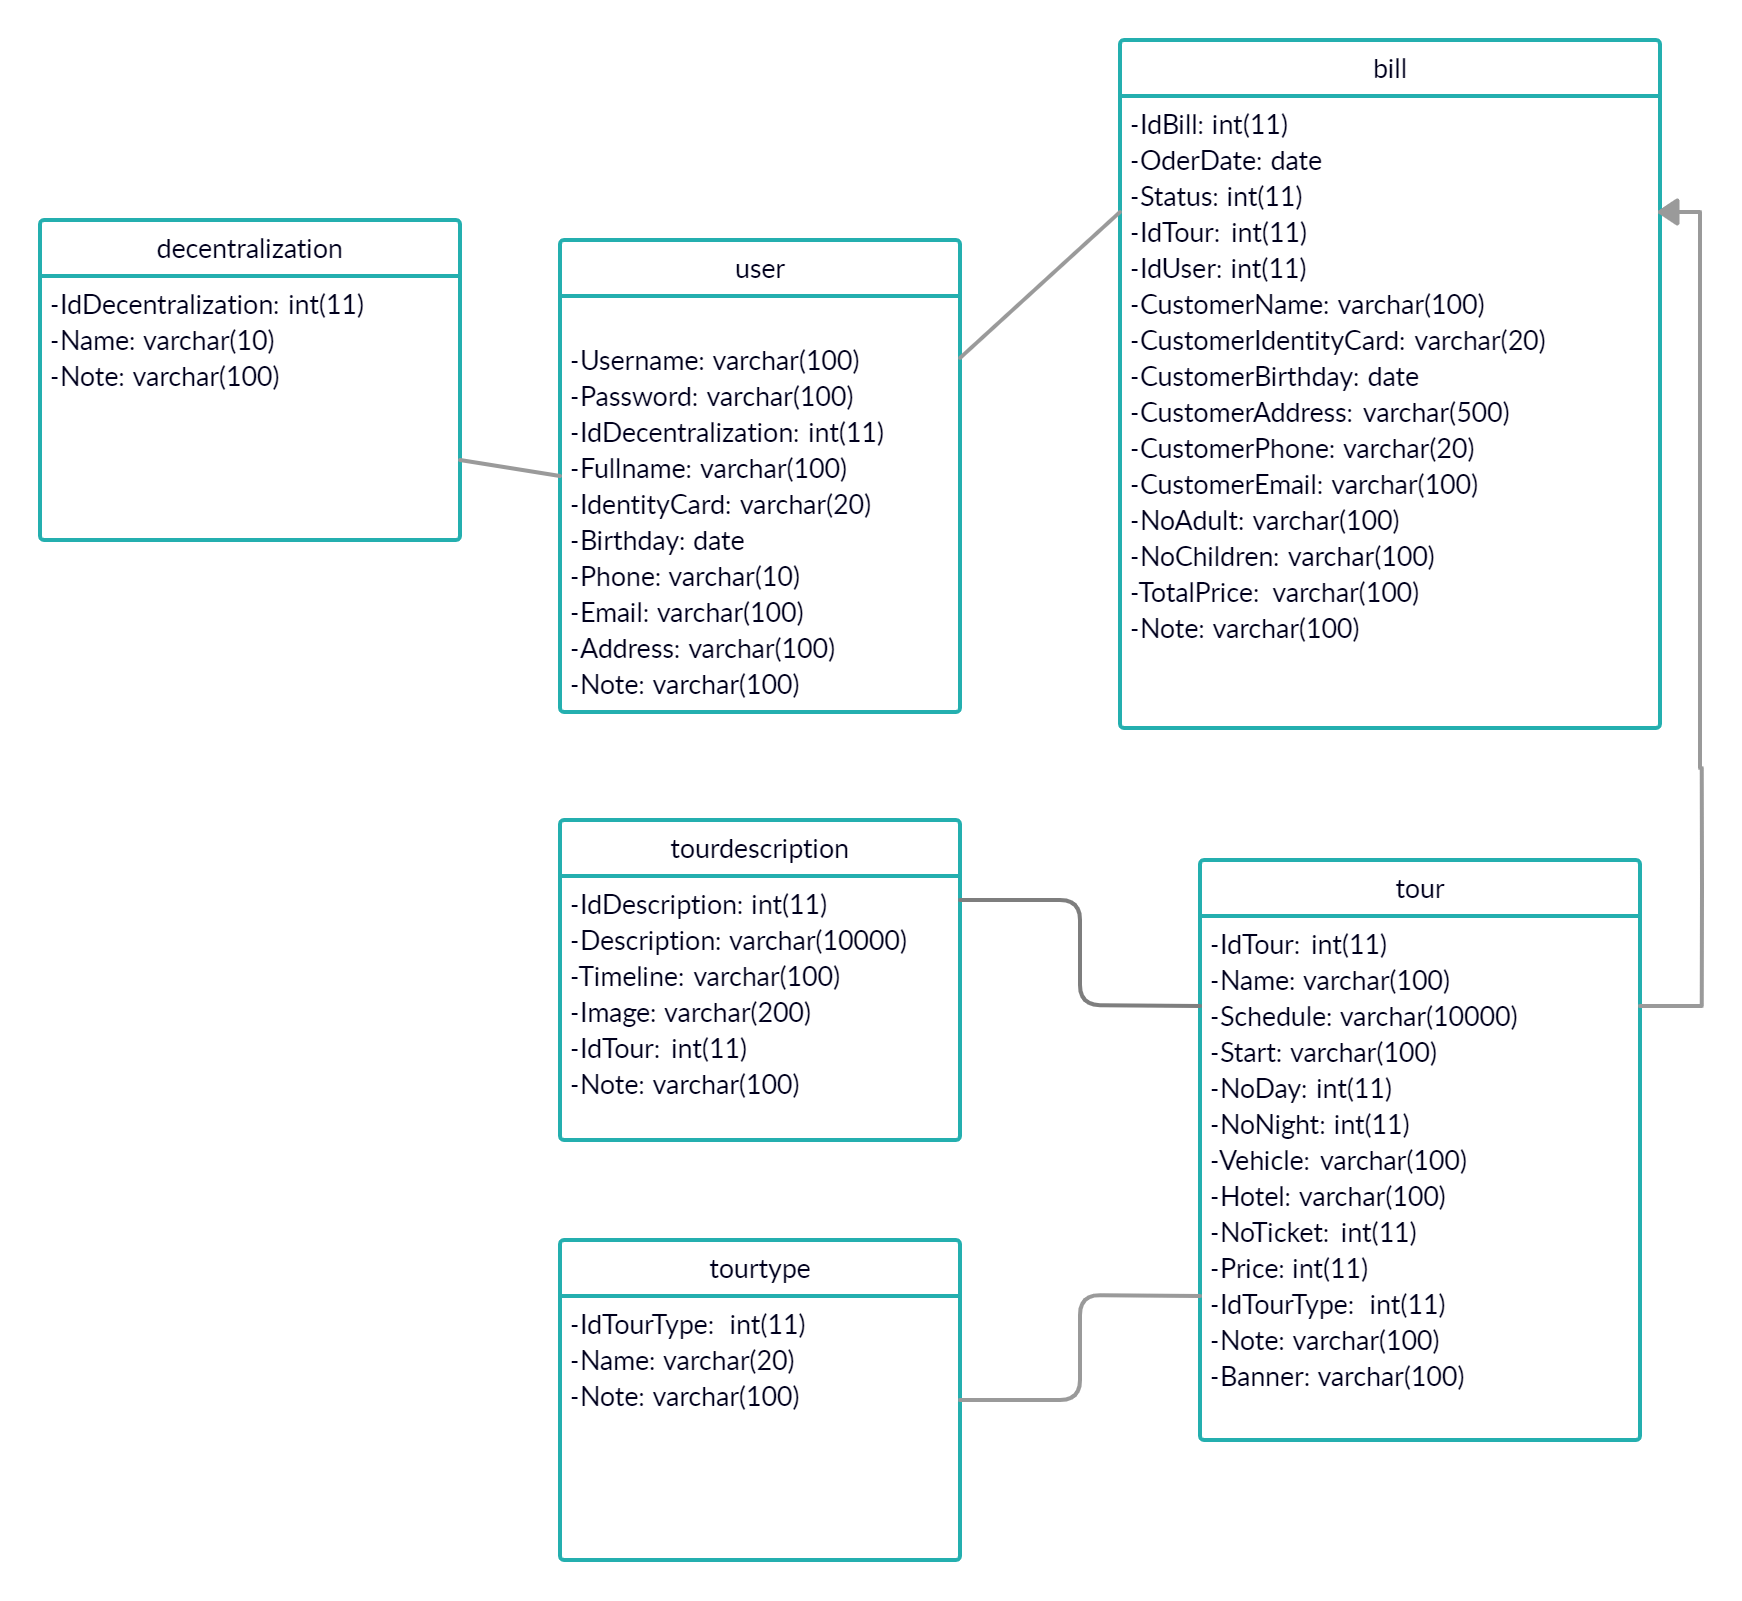 decentralization
-IdDecentralization: int(11)
-Name: varchar(10)
-Note: varchar(100)
user
-Username: varchar(100)
-Password: varchar(100)
-IdDecentralization: int(11)
-Fullname: varchar(100)
-IdentityCard: varchar(20)
-Birthday: date
-Phone: varchar(10)
-Email: varchar(100)
-Address: varchar(100)
-Note: varchar(100)
bill
-IdBill: int(11)
-OderDate: date
-Status: int(11)
-IdTour: int(11)
-IdUser: int(11)
-CustomerName: varchar(100)
-CustomerIdentityCard: varchar(20)
-CustomerBirthday: date
-CustomerAddress: varchar(500)
-CustomerPhone: varchar(20)
-CustomerEmail: varchar(100)
-NoAdult: varchar(100)
-NoChildren: varchar(100)
-TotalPrice: varchar(100)
-Note: varchar(100)
tourdescription
-IdDescription: int(11)
-Description: varchar(10000)
-Timeline: varchar(100)
-Image: varchar(200)
-IdTour: int(11)
-Note: varchar(100)
tour
-IdTour: int(11)
-Name: varchar(100)
-Schedule: varchar(10000)
-Start: varchar(100)
-NoDay: int(11)
-NoNight: int(11)
-Vehicle: varchar(100)
-Hotel: varchar(100)
-NoTicket: int(11)
-Price: int(11)
-IdTourType: int(11)
-Note: varchar(100)
-Banner: varchar(100)
tourtype
-IdTourType: int(11)
-Name: varchar(20)
-Note: varchar(100)